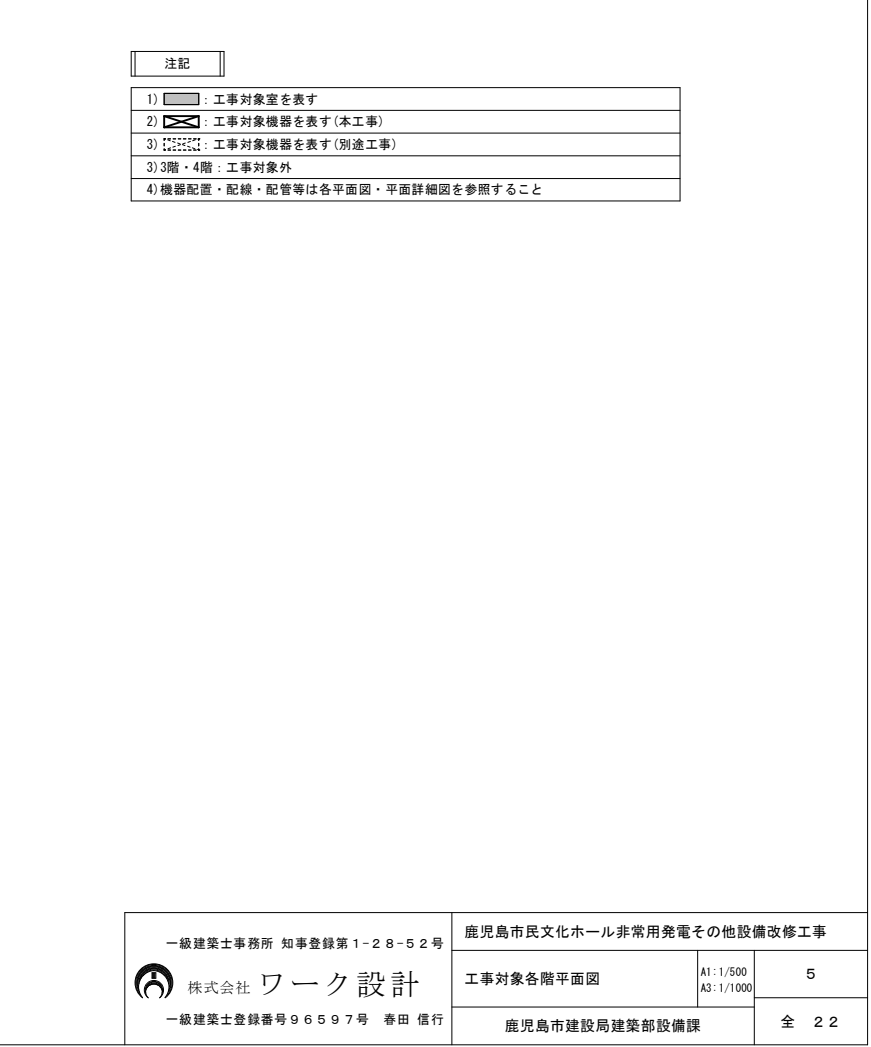 注記
1) : 工事対象室を表す
2) : 工事対象機器を表す(本工事)
3) : 工事対象機器を表す(別途工事)
3)3階・4階：工事対象外
4)機器配置・配線・配管等は各平面図・平面詳細図を参照すること
一級建築士事務所 知事登録第1-28-52号
株式会社 ワーク設計
一級建築士登録番号96597号 春田 信行
鹿児島市民文化ホール非常用発電その他設備改修工事
工事対象各階平面図
A1:1/500
A3:1/1000
5
鹿児島市建設局建築部設備課
全 22